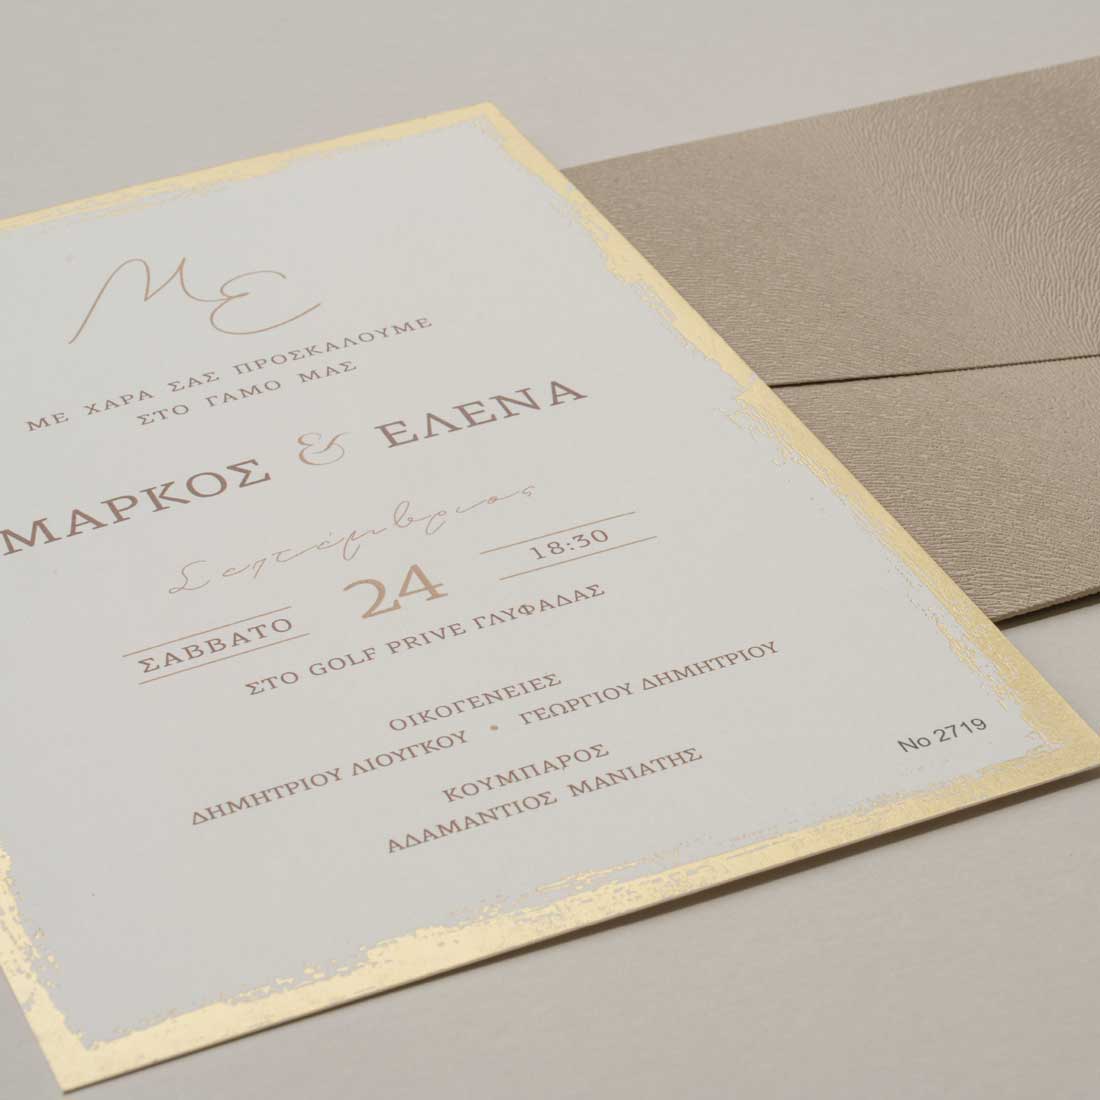 ΜΕ
ΜΕ ΧΑΡΑ ΣΑΣ ΠΡΟΣΚΑΛΟΥΜΕ
ΣΤΟ ΓΑΜΟ ΜΑΣ
ΜΑΡΚΟΣ & ΕΛΕΝΑ
Σεπτέμβριος
ΣΑΒΒΑΤΟ 24 18:30
ΣΤΟ GOLF PRIVE ΓΛΥΦΑΔΑΣ
ΟΙΚΟΓΕΝΕΙΕΣ
ΔΗΜΗΤΡΙΟΥ ΛΙΟΥΓΚΟΥ • ΓΕΩΡΓΙΟΥ ΔΗΜΗΤΡΙΟΥ
ΚΟΥΜΠΑΡΟΣ
ΑΔΑΜΑΝΤΙΟΣ ΜΑΝΙΑΤΗΣ
No 2719